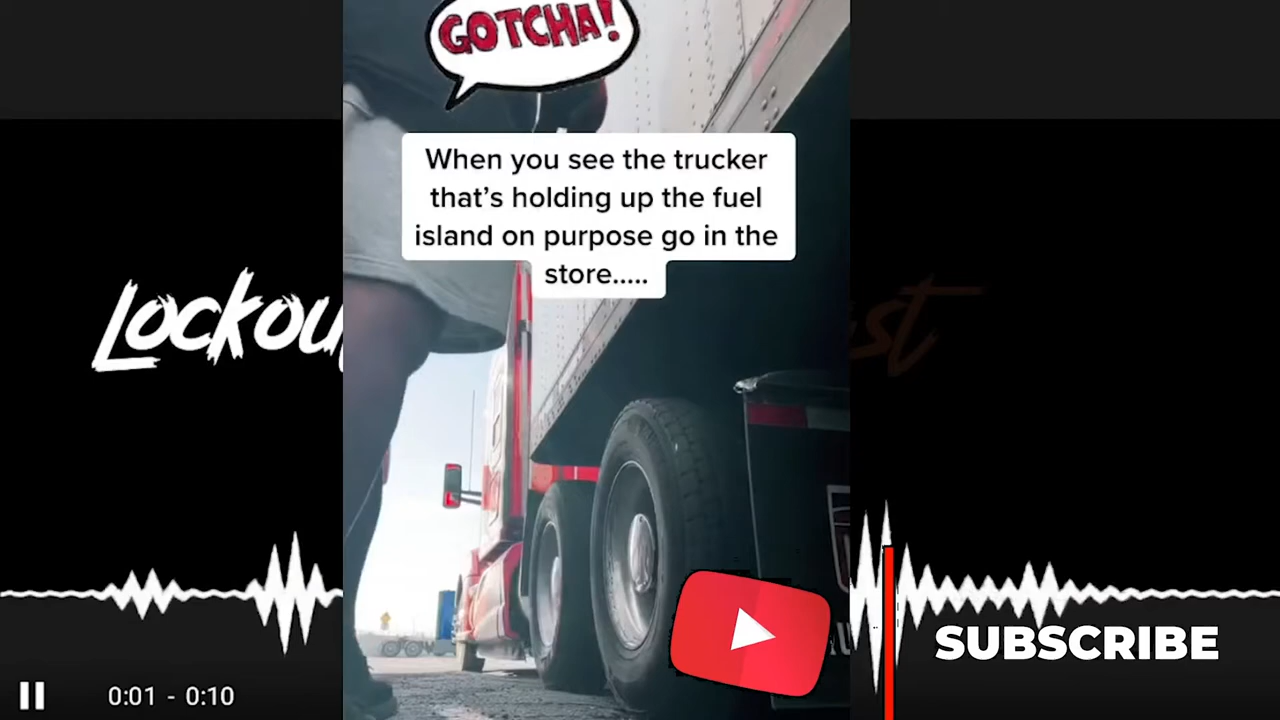 GOTCHA!
When you see the trucker
that's holding up the fuel
island on purpose go in the
store.....
SUBSCRIBE
0:01 - 0:10